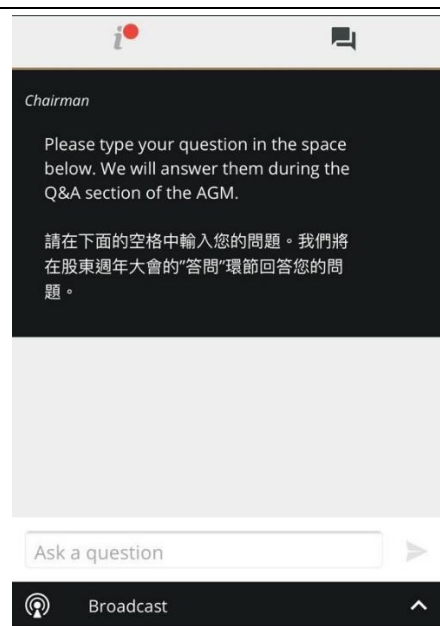 i
Chairman
Please type your question in the space
below. We will answer them during the
Q&A section of the AGM.
請在下面的空格中輸入您的問題。我們將
在股東週年大會的”答問”環節回答您的問
題。
Ask a question
Broadcast